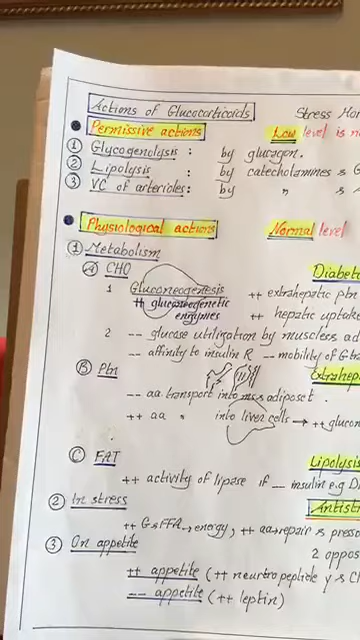 Actions of Glucocorticoids Stress Hor
Permissive actions Low level is n
① Glycogenolysis : by glucagon.
② Lipolysis : by catecholamines & G
③ VC of arterioles: by " & "
Physiological actions Normal level
① Metabolism
Ⓐ CHO Diabeto
1 Gluconeogenesis ++ extrahepatic ptn
++ gluconeogenetic ++ hepatic uptake
enzymes
2 -- glucose utilization by muscles ad
-- affinity to insulin R -- mobility of G
Ⓑ Ptn Extrahep
-- aa. transport into ms & adipose t .
++ aa " into liver cells → ++ glucon
Ⓒ FAT Lipolysis
++ activity of lipase if -- insulin e.g D
② In stress Antistr
++ G & FFA → energy, ++ aa → repair & presso
③ On appetite 2 oppos
++ appetite (++ neuropeptide y & C
-- appetite (++ leptin)